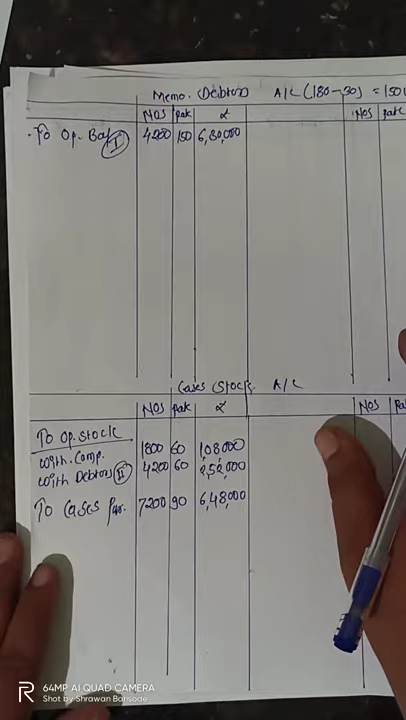 Memo. Debtors A/C (180-30) = 150
Nos Rate ₹ Nos Rate
To Op. Bal I 4200 150 6,30,000
Cases Stock A/C
Nos Rate ₹ Nos Ra
To Op. Stock
With. Comp. 1800 60 1,08,000
With Debtors II 4200 60 2,52,000
To Cases Pur. 7200 90 6,48,000
64MP AI QUAD CAMERA
Shot by Shrawan Bansode